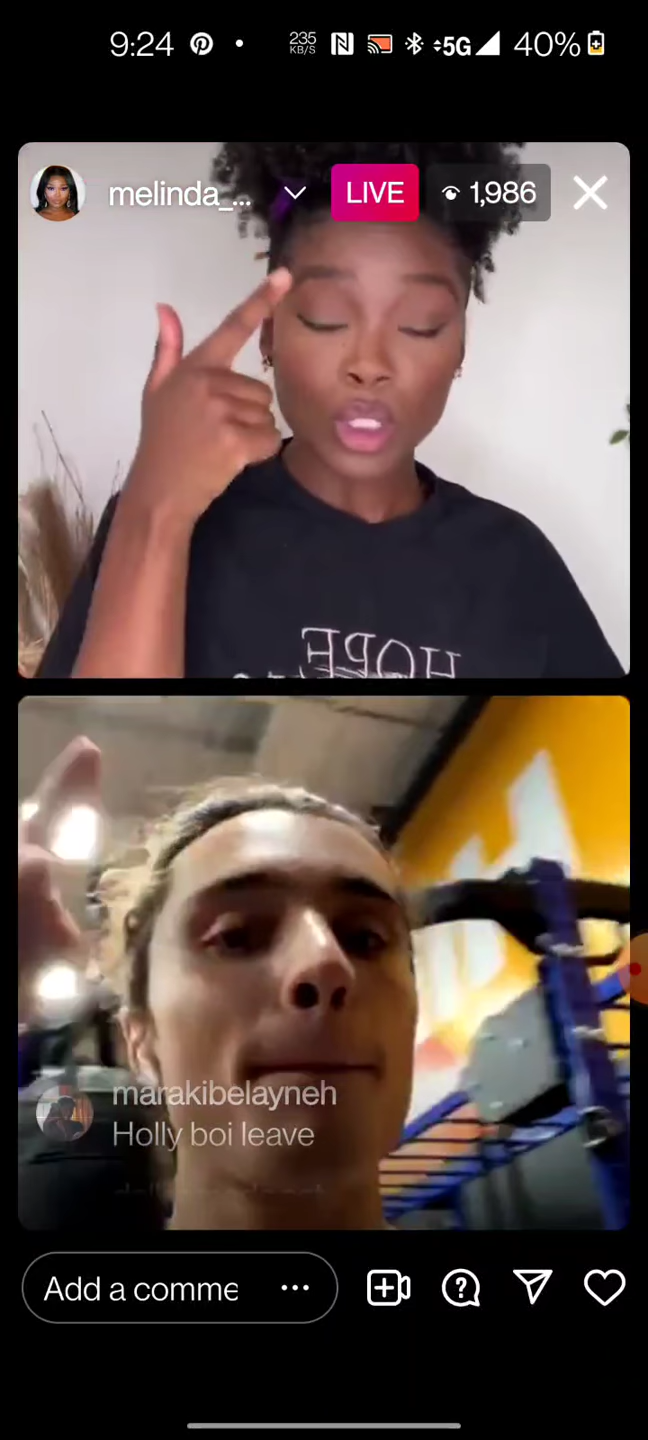 9:24
235
KB/S
5G
40%
melinda_...
LIVE
1,986
HOPE
marakibelayneh
Holly boi leave
Add a comme